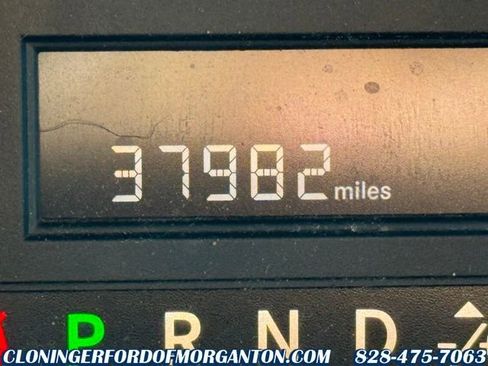 37982 miles
P R N D
CLONINGERFORDOFMORGANTON.COM 828-475-7063